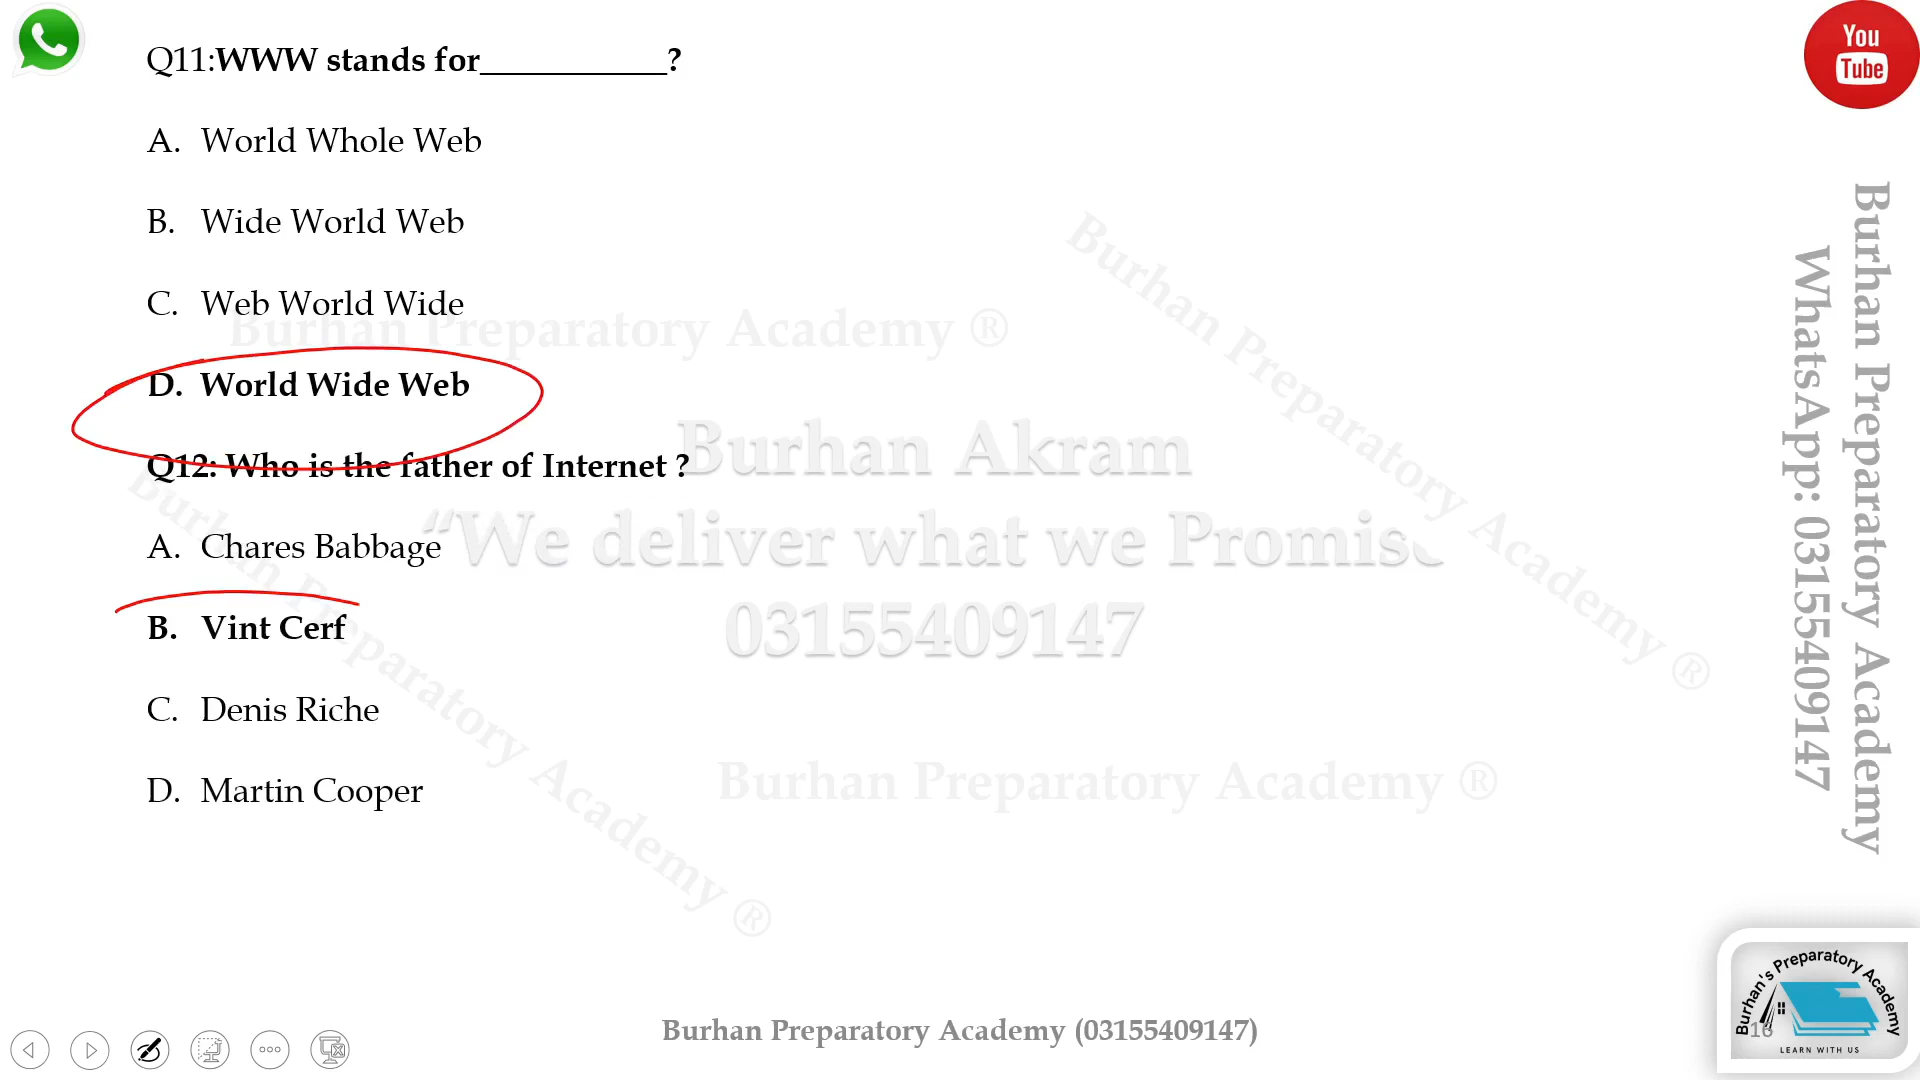 Q11:WWW stands for___________?
A. World Whole Web
B. Wide World Web
C. Web World Wide
D. World Wide Web
Q12: Who is the father of Internet ?
A. Chares Babbage
B. Vint Cerf
C. Denis Riche
D. Martin Cooper
Burhan Preparatory Academy ®
Burhan Preparatory Academy ®
Burhan Akram
“We deliver what we Promise
03155409147
Burhan Preparatory Academy ®
Burhan Preparatory Academy ®
You
Tube
Burhan Preparatory Academy
WhatsApp: 03155409147
Burhan Preparatory Academy (03155409147)
Burhan's Preparatory Academy
16
LEARN WITH US